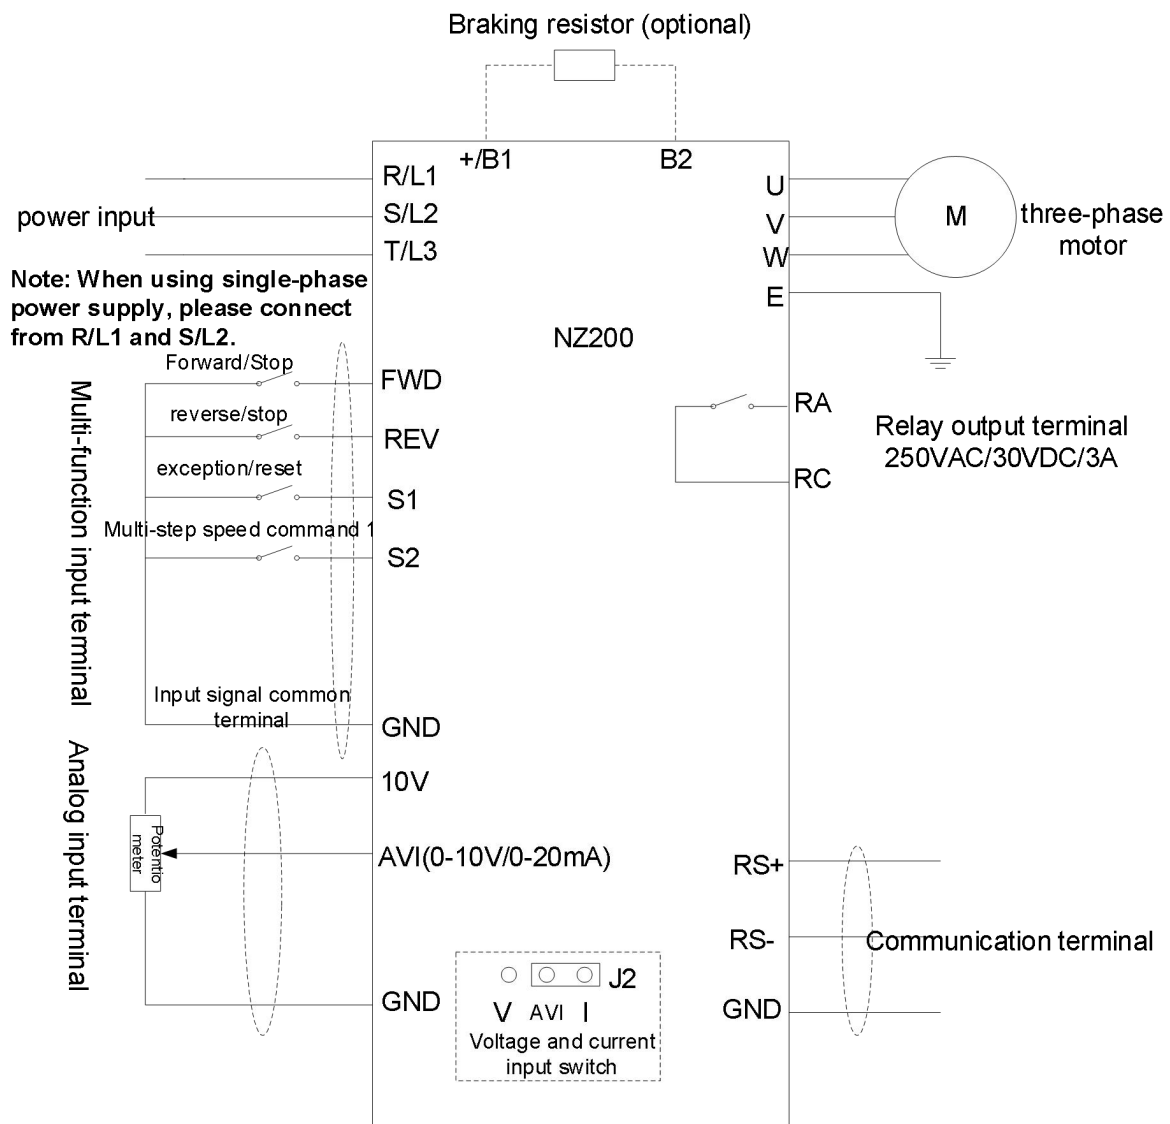 Braking resistor (optional)
+/B1
B2
R/L1
S/L2
T/L3
power input
Note: When using single-phase
power supply, please connect
from R/L1 and S/L2.
U
V
W
E
M
three-phase
motor
NZ200
Multi-function input terminal
Forward/Stop
FWD
reverse/stop
REV
exception/reset
S1
Multi-step speed command 1
S2
Input signal common
terminal
GND
RA
RC
Relay output terminal
250VAC/30VDC/3A
Analog input terminal
10V
Potentio
meter
AVI(0-10V/0-20mA)
GND
J2
V AVI I
Voltage and current
input switch
RS+
RS-
GND
Communication terminal